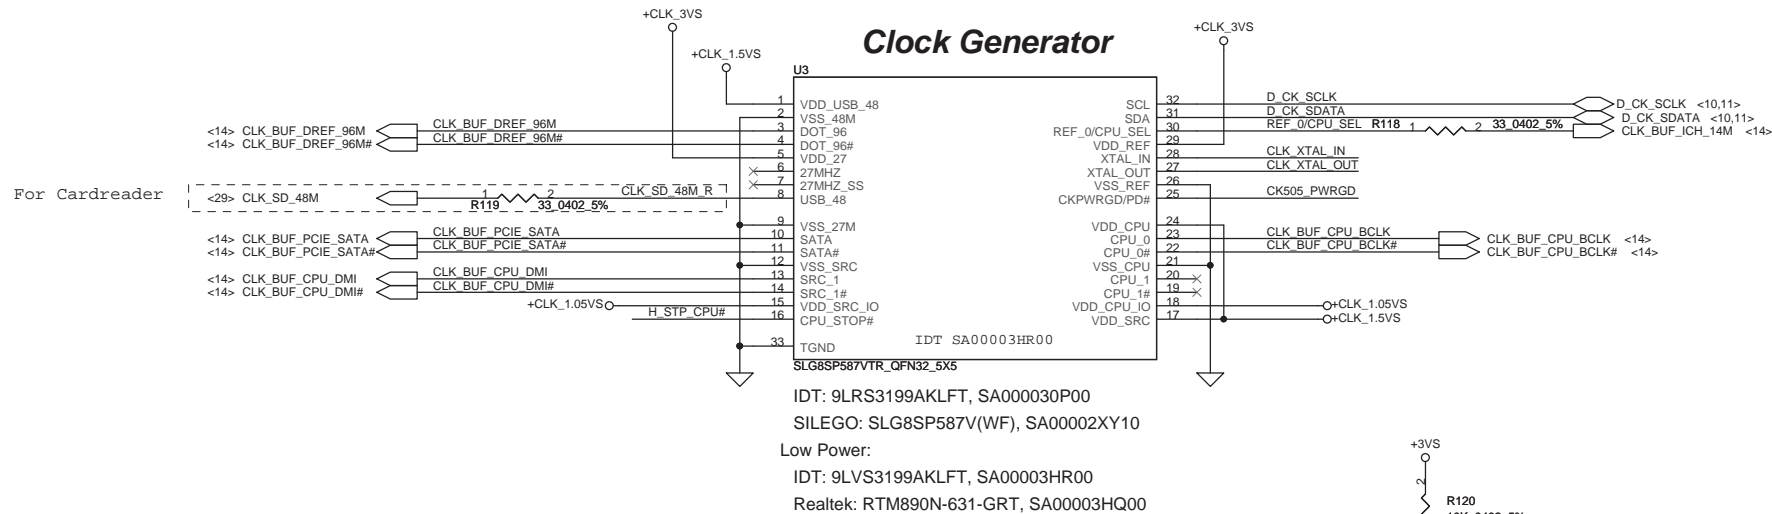 +CLK_3VS
+CLK_1.5VS
Clock Generator
+CLK_3VS
U3
1 VDD_USB_48
2 VSS_48M
3 DOT_96
4 DOT_96#
5 VDD_27
6 27MHZ
7 27MHZ_SS
8 USB_48
9 VSS_27M
10 SATA
11 SATA#
12 VSS_SRC
13 SRC_1
14 SRC_1#
15 VDD_SRC_IO
16 CPU_STOP#
33 TGND
SCL 32
SDA 31
REF_0/CPU_SEL 30
VDD_REF 29
XTAL_IN 28
XTAL_OUT 27
VSS_REF 26
CKPWRGD/PD# 25
VDD_CPU 24
CPU_0 23
CPU_0# 22
VSS_CPU 21
CPU_1 20
CPU_1# 19
VDD_CPU_IO 18
VDD_SRC 17
IDT SA00003HR00
SLG8SP587VTR_QFN32_5X5
<14> CLK_BUF_DREF_96M CLK_BUF_DREF_96M
<14> CLK_BUF_DREF_96M# CLK_BUF_DREF_96M#
For Cardreader
<29> CLK_SD_48M 1 2 CLK_SD_48M_R
R119 33_0402_5%
<14> CLK_BUF_PCIE_SATA CLK_BUF_PCIE_SATA
<14> CLK_BUF_PCIE_SATA# CLK_BUF_PCIE_SATA#
<14> CLK_BUF_CPU_DMI CLK_BUF_CPU_DMI
<14> CLK_BUF_CPU_DMI# CLK_BUF_CPU_DMI#
+CLK_1.05VS
H_STP_CPU#
D_CK_SCLK D_CK_SCLK <10,11>
D_CK_SDATA D_CK_SDATA <10,11>
REF_0/CPU_SEL R118 1 2 33_0402_5% CLK_BUF_ICH_14M <14>
CLK_XTAL_IN
CLK_XTAL_OUT
CK505_PWRGD
CLK_BUF_CPU_BCLK CLK_BUF_CPU_BCLK <14>
CLK_BUF_CPU_BCLK# CLK_BUF_CPU_BCLK# <14>
+CLK_1.05VS
+CLK_1.5VS
IDT: 9LRS3199AKLFT, SA000030P00
SILEGO: SLG8SP587V(WF), SA00002XY10
Low Power:
IDT: 9LVS3199AKLFT, SA00003HR00
Realtek: RTM890N-631-GRT, SA00003HQ00
+3VS
2
R120